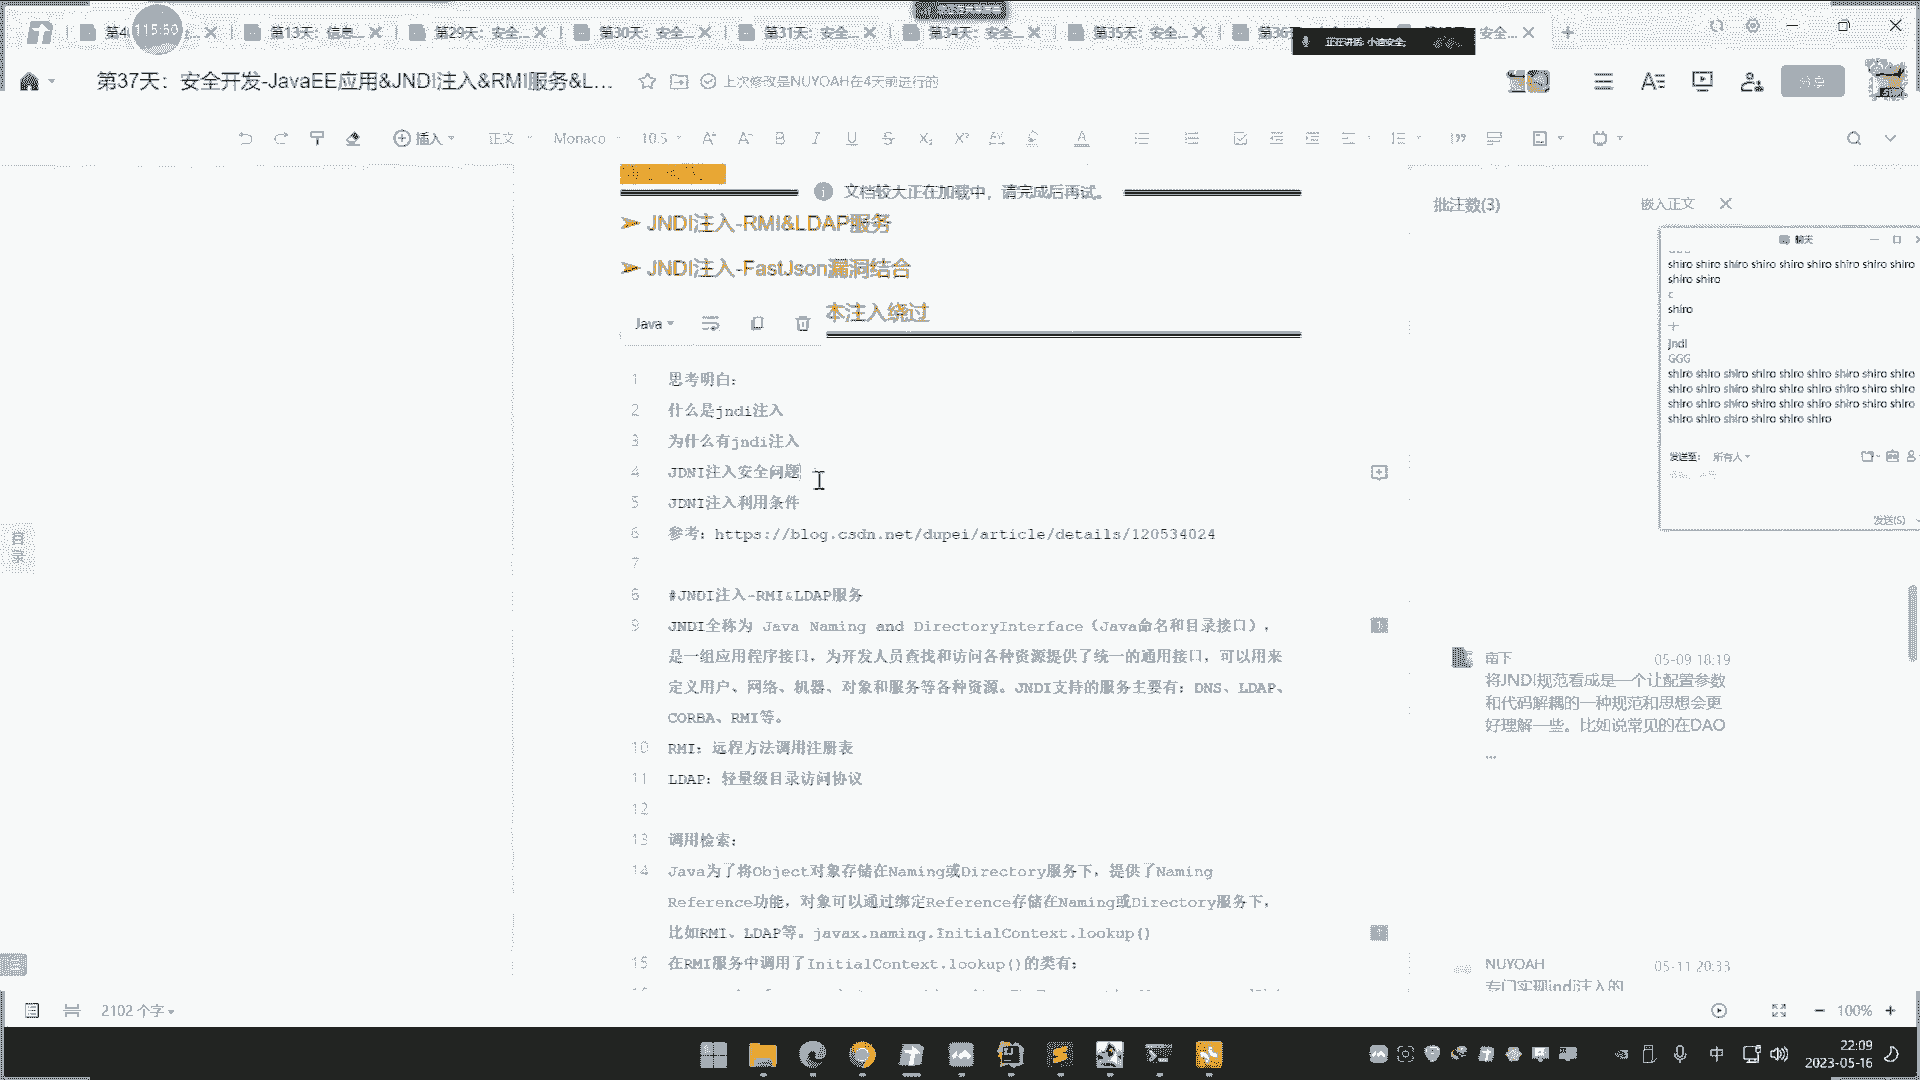 第4
115:50
第13天：信息...
第29天：安全...
第30天：安全...
第31天：安全...
第34天：安全...
第35天：安全...
第36
安全...
正在讲话: 小迪安全;
第37天：安全开发-JavaEE应用&JNDI注入&RMI服务&L...
上次修改是NUYOAH在4天前进行的
分享
插入
正文
Monaco
10.5
文档较大正在加载中，请完成后再试。
➢ JNDI注入-RMI&LDAP服务
➢ JNDI注入-FastJson漏洞结合
本注入绕过
Java
1 思考明白：
2 什么是jndi注入
3 为什么有jndi注入
4 JDNI注入安全问题
5 JDNI注入利用条件
6 参考：https://blog.csdn.net/dupei/article/details/120534024
7
8 #JNDI注入-RMI&LDAP服务
9 JNDI全称为 Java Naming and DirectoryInterface（Java命名和目录接口），
是一组应用程序接口，为开发人员查找和访问各种资源提供了统一的通用接口，可以用来
定义用户、网络、机器、对象和服务等各种资源。JNDI支持的服务主要有：DNS、LDAP、
CORBA、RMI等。
10 RMI：远程方法调用注册表
11 LDAP：轻量级目录访问协议
12
13 调用检索：
14 Java为了将Object对象存储在Naming或Directory服务下，提供了Naming
Reference功能，对象可以通过绑定Reference存储在Naming或Directory服务下，
比如RMI、LDAP等。javax.naming.InitialContext.lookup()
15 在RMI服务中调用了InitialContext.lookup()的类有：
目录
批注数(3)
嵌入正文
聊天
shiro shiro shiro shiro shiro shiro shiro shiro
shiro shiro
c
shiro
十
Jndi
GGG
shiro shiro shiro shiro shiro shiro shiro shiro
shiro shiro shiro shiro shiro shiro shiro shiro
shiro shiro shiro shiro shiro shiro shiro shiro
shiro shiro shiro shiro shiro shiro
发送至：
所有人
发送(S)
南下
05-09 18:19
将JNDI规范看成是一个让配置参数
和代码解耦的一种规范和思想会更
好理解一些。比如说常见的在DAO
...
NUYOAH
05-11 20:33
专门实现jndi注入的
2102 个字
100%
中
22:09
2023-05-16